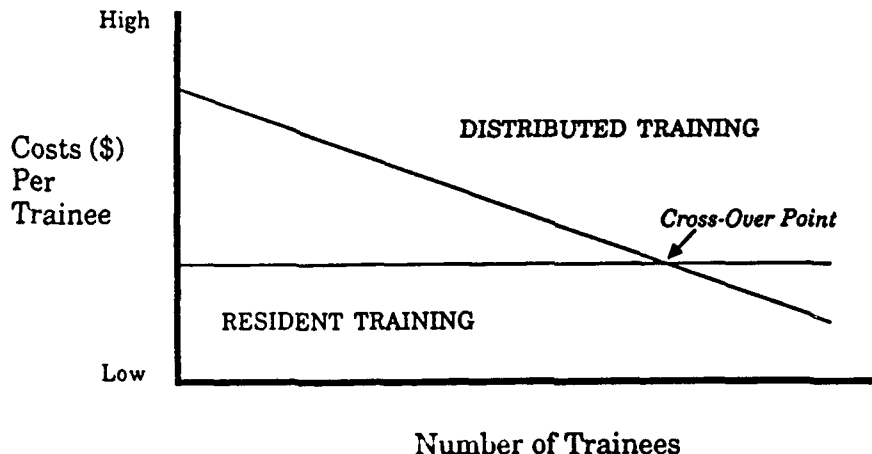 High
DISTRIBUTED TRAINING
Costs ($)
Per
Trainee
Cross-Over Point
RESIDENT TRAINING
Low
Number of Trainees